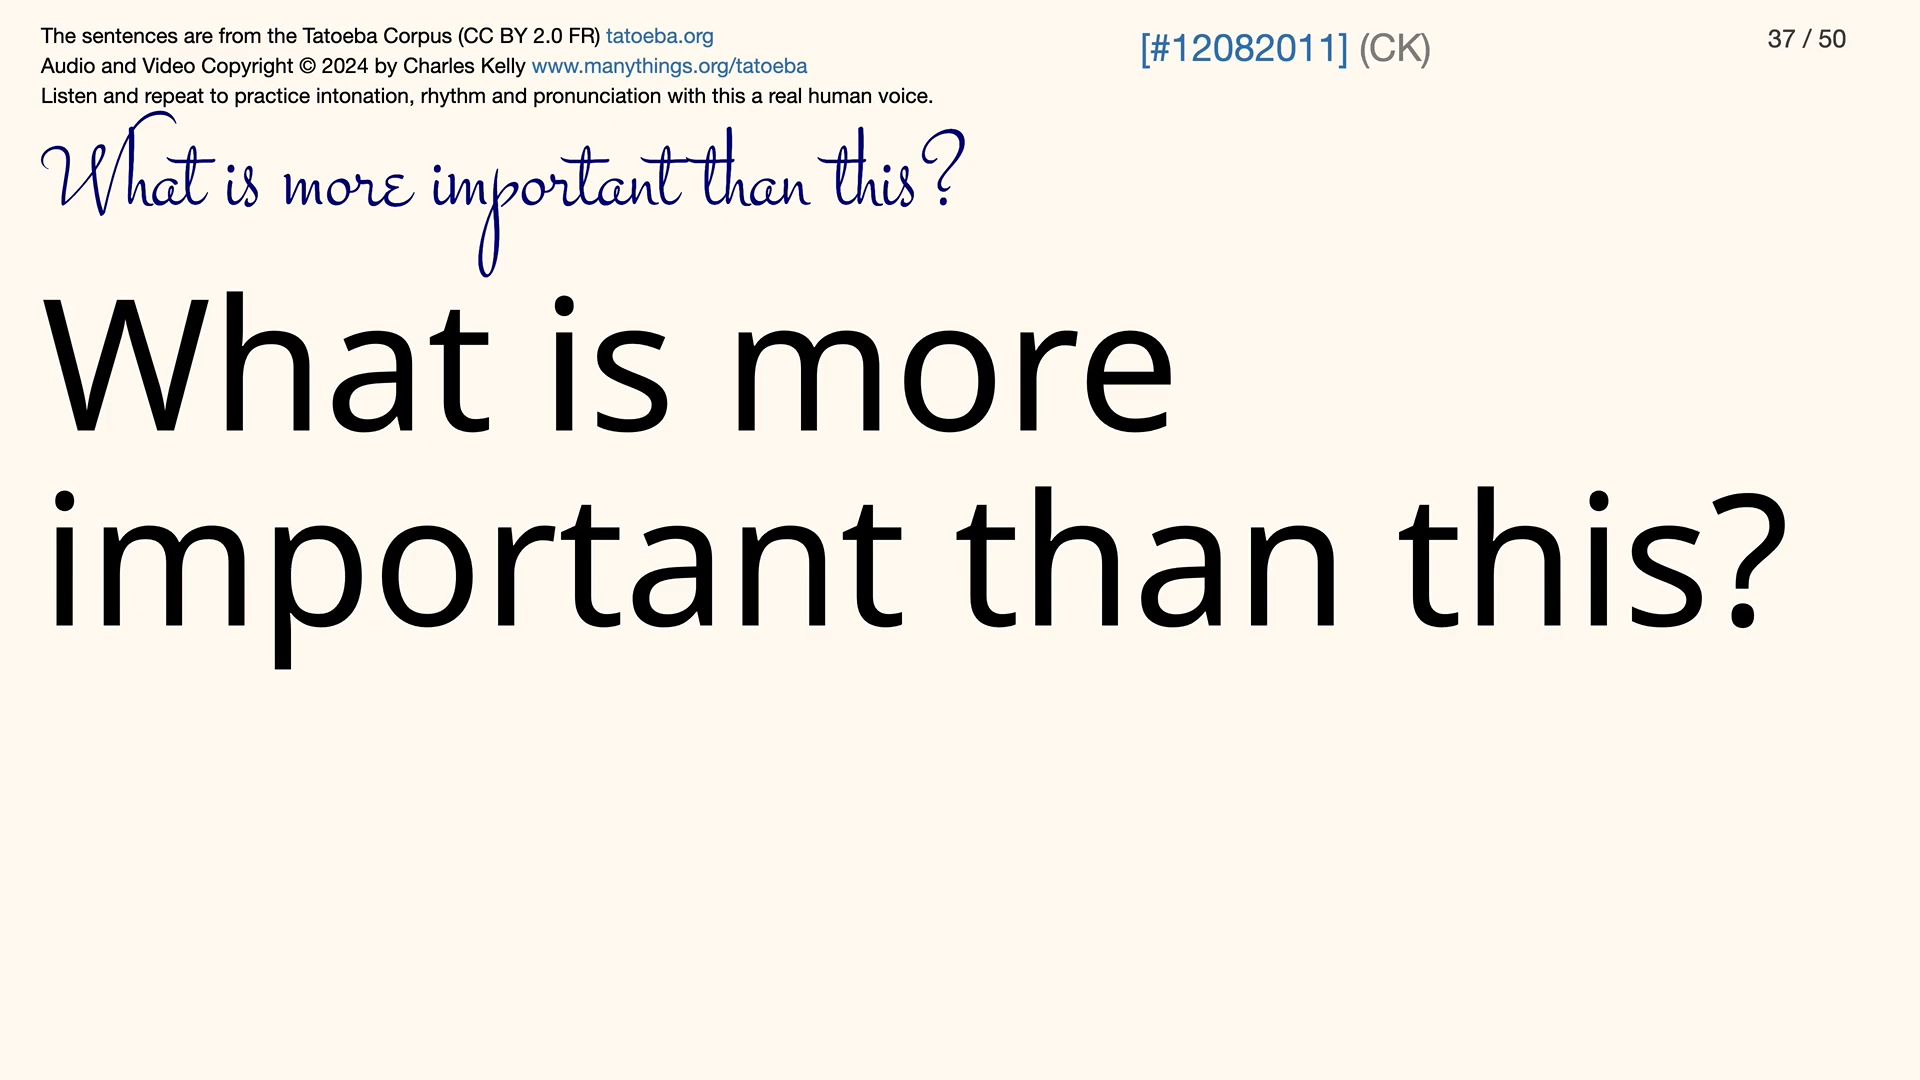 The sentences are from the Tatoeba Corpus (CC BY 2.0 FR) tatoeba.org
Audio and Video Copyright © 2024 by Charles Kelly www.manythings.org/tatoeba
Listen and repeat to practice intonation, rhythm and pronunciation with this a real human voice.
[#12082011] (CK)
37 / 50
What is more important than this?
What is more
important than this?